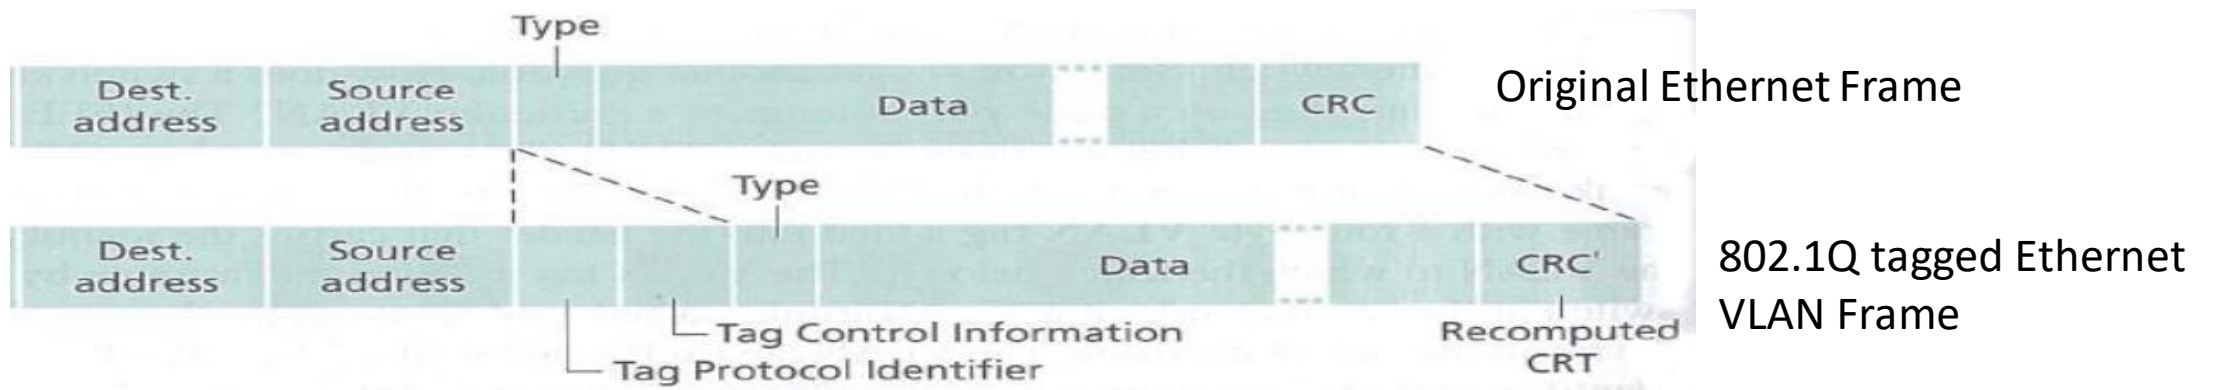 Type
Dest.
address
Source
address
Data
CRC
Original Ethernet Frame
Type
Dest.
address
Source
address
Data
CRC'
802.1Q tagged Ethernet
VLAN Frame
Tag Control Information
Tag Protocol Identifier
Recomputed
CRT